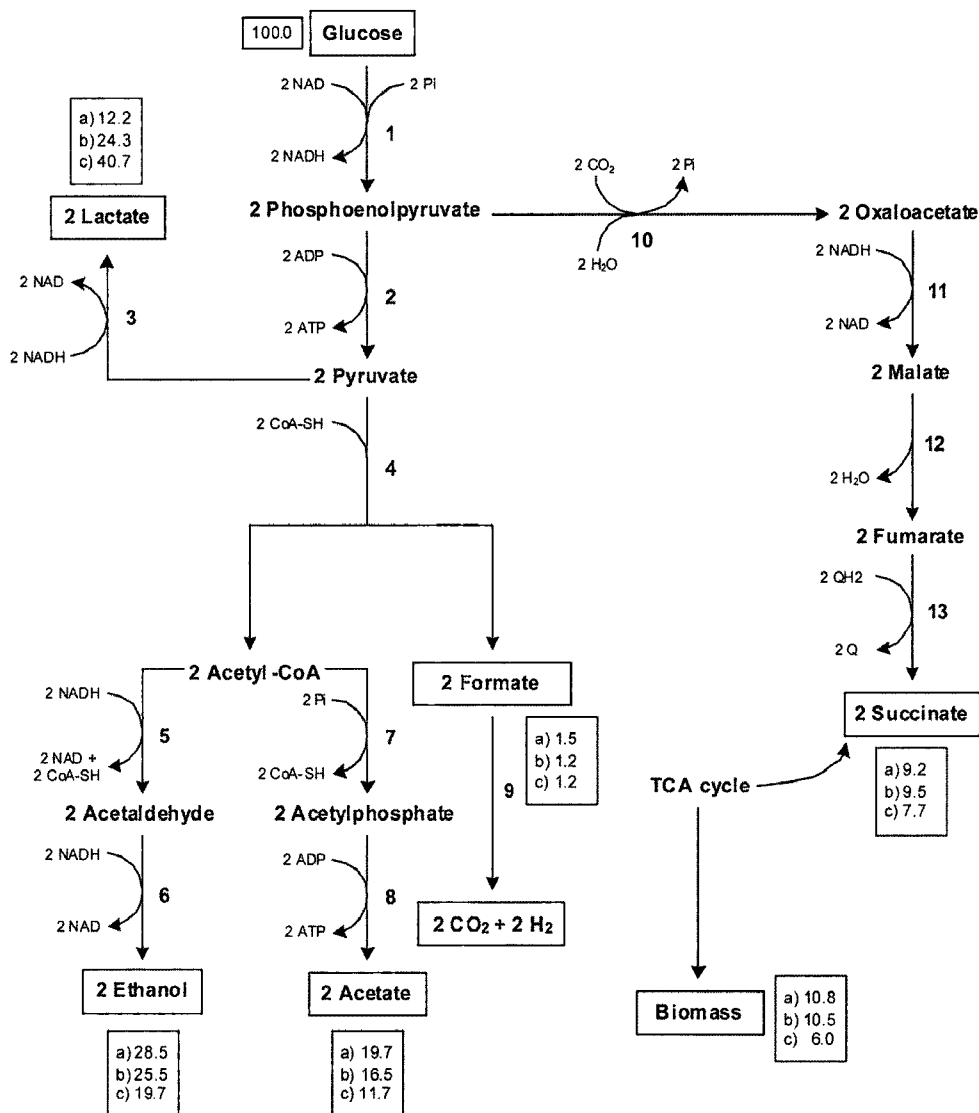 100.0
Glucose
2 NAD
2 Pi
1
2 NADH
a) 12.2
b) 24.3
c) 40.7
2 Lactate
2 Phosphoenolpyruvate
2 CO2
2 Pi
10
2 H2O
2 Oxaloacetate
2 NAD
3
2 NADH
2 ADP
2
2 ATP
2 NADH
11
2 NAD
2 Pyruvate
2 Malate
2 CoA-SH
4
12
2 H2O
2 Fumarate
2 QH2
13
2 Q
2 Acetyl-CoA
2 Formate
2 Succinate
2 NADH
5
2 NAD +
2 CoA-SH
2 Pi
7
2 CoA-SH
9
a) 1.5
b) 1.2
c) 1.2
TCA cycle
a) 9.2
b) 9.5
c) 7.7
2 Acetaldehyde
2 Acetylphosphate
2 NADH
6
2 NAD
2 ADP
8
2 ATP
2 CO2 + 2 H2
2 Ethanol
2 Acetate
Biomass
a) 10.8
b) 10.5
c) 6.0
a) 28.5
b) 25.5
c) 19.7
a) 19.7
b) 16.5
c) 11.7